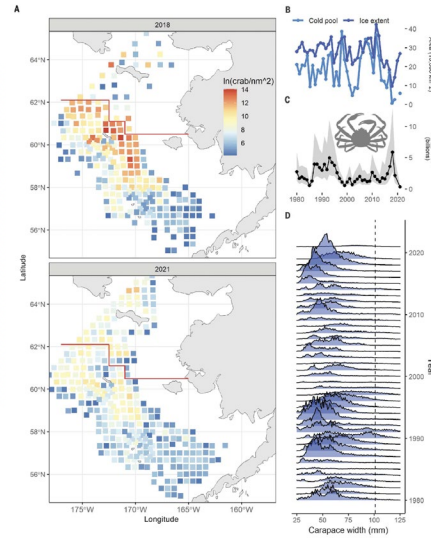 A
2018
64°N
62°N
60°N
58°N
56°N
ln(crab/nm^2)
14
12
10
8
6
Latitude
2021
64°N
62°N
60°N
58°N
56°N
175°W
170°W
165°W
160°W
Longitude
B
Cold pool
Ice extent
40
30
20
10
0
C
10
5
0
(billions)
1980
1990
2000
2010
2020
D
2020
2010
2000
1990
1980
Year
25
50
75
100
125
Carapace width (mm)